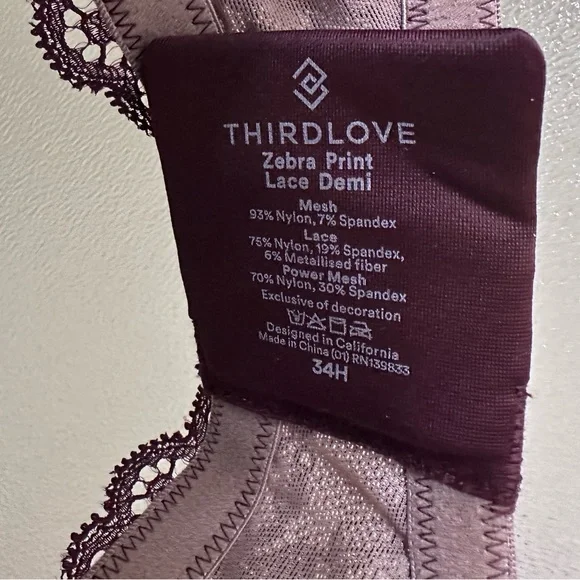 THIRDLOVE
Zebra Print
Lace Demi
Mesh
93% Nylon, 7% Spandex
Lace
75% Nylon, 19% Spandex,
6% Metallised fiber
Power Mesh
70% Nylon, 30% Spandex
Exclusive of decoration
Designed in California
Made in China (01) RN139833
34H